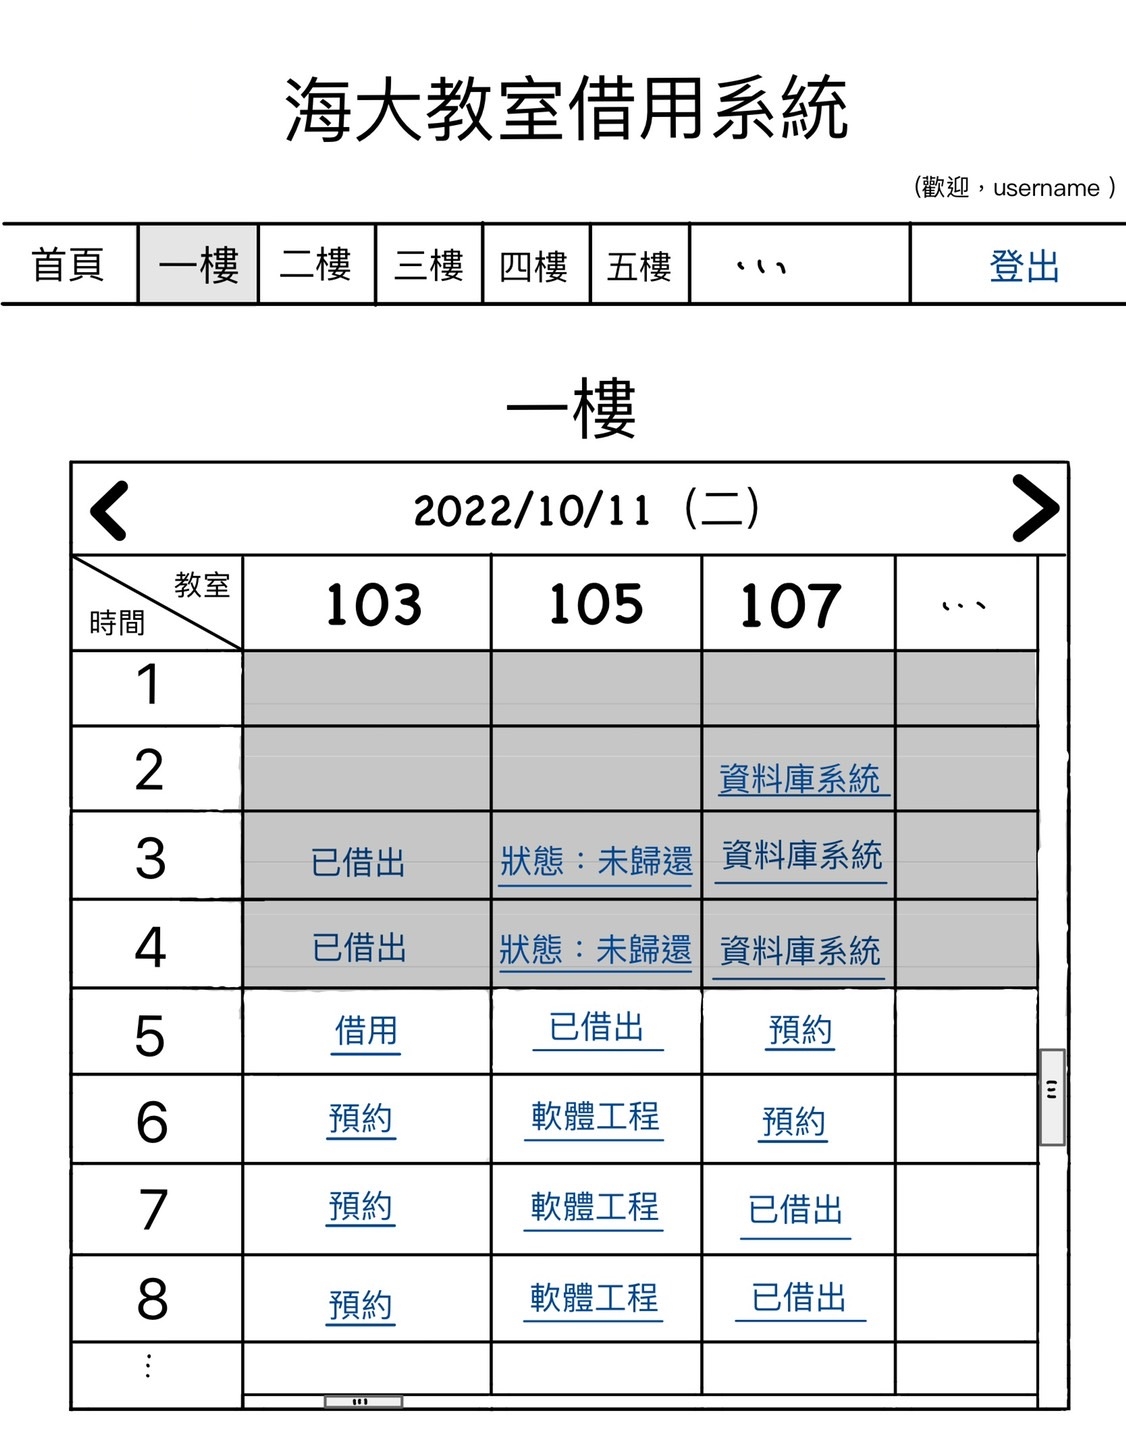 海大教室借用系統
(歡迎，username )
首頁 一樓 二樓 三樓 四樓 五樓 ... 登出
一樓
2022/10/11 (二)
教室
時間
103 105 107 ...
1
2 資料庫系統
3 已借出 狀態：未歸還 資料庫系統
4 已借出 狀態：未歸還 資料庫系統
5 借用 已借出 預約
6 預約 軟體工程 預約
7 預約 軟體工程 已借出
8 預約 軟體工程 已借出
⋮